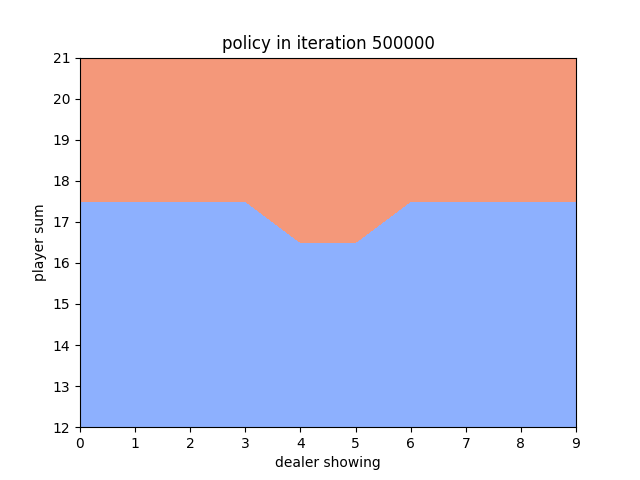 policy in iteration 500000
21
20
19
18
17
16
15
14
13
12
player sum
0 1 2 3 4 5 6 7 8 9
dealer showing